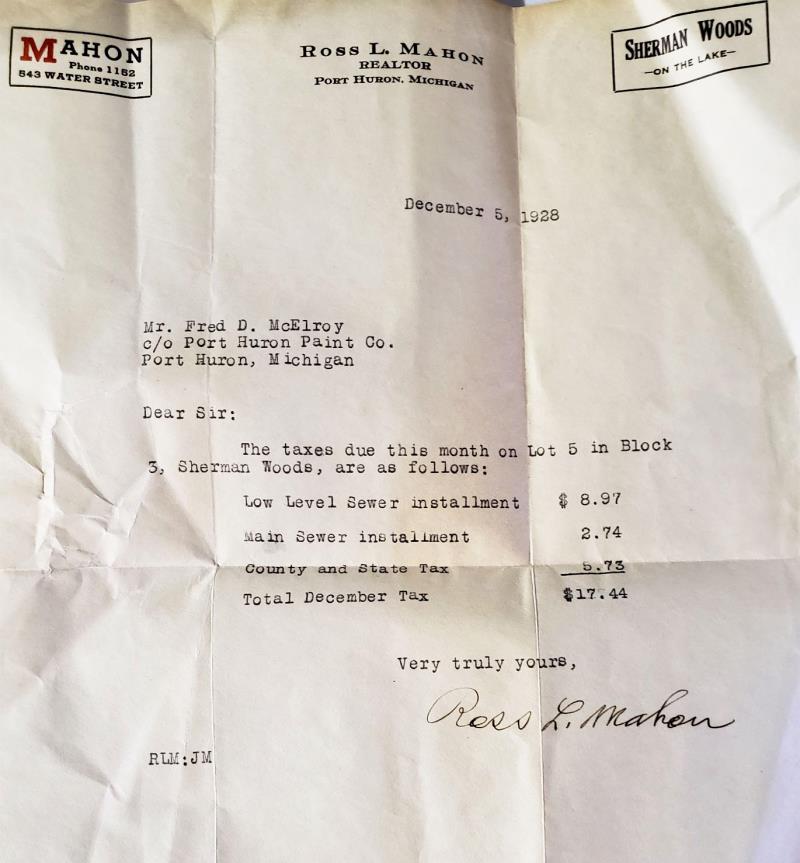 MAHON
Phone 1152
543 WATER STREET
ROSS L. MAHON
REALTOR
PORT HURON, MICHIGAN
SHERMAN WOODS
—ON THE LAKE—
December 5, 1928
Mr. Fred D. McElroy
c/o Port Huron Paint Co.
Port Huron, Michigan
Dear Sir:
The taxes due this month on Lot 5 in Block
3, Sherman Woods, are as follows:
Low Level Sewer installment $ 8.97
Main Sewer installment 2.74
County and State Tax 5.73
Total December Tax $17.44
Very truly yours,
Ross L. Mahon
RLM:JM